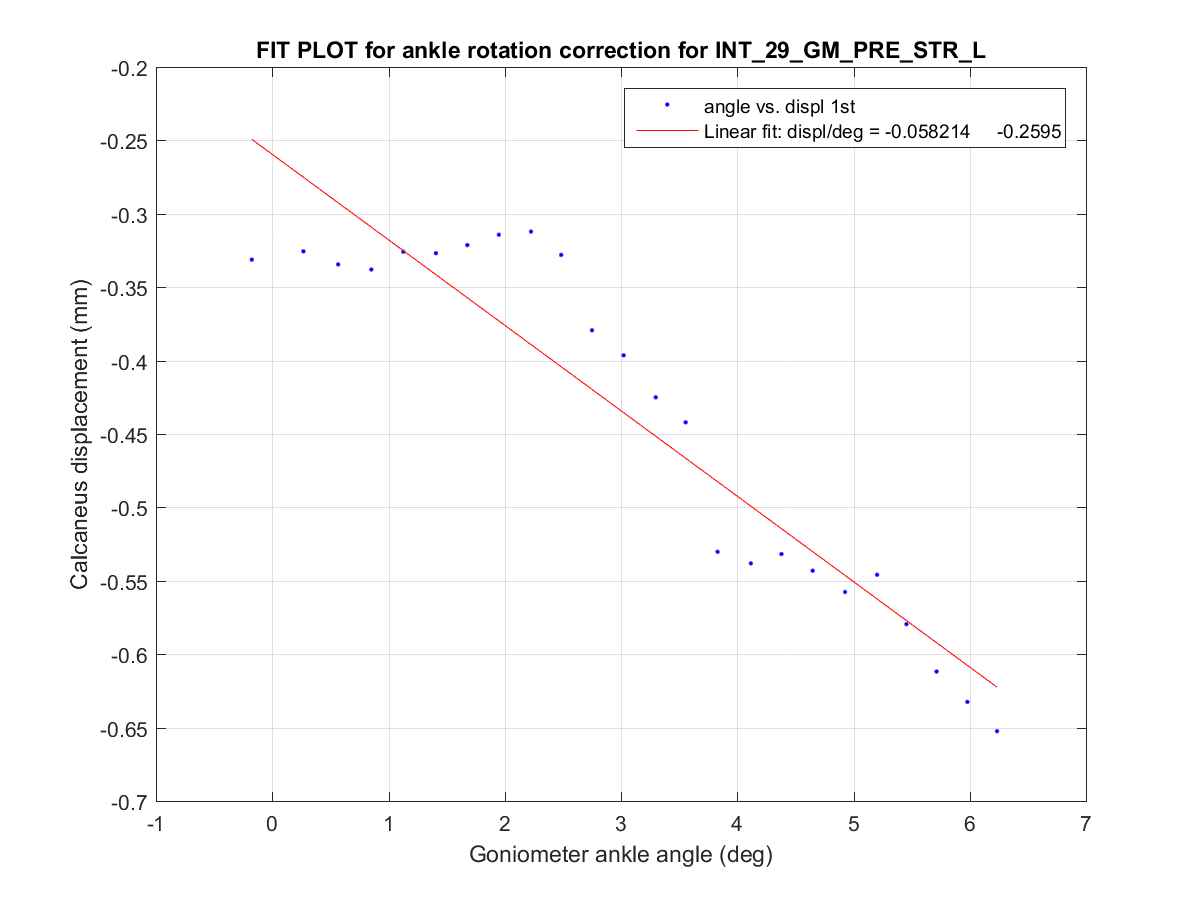 FIT PLOT for ankle rotation correction for INT_29_GM_PRE_STR_L
angle vs. displ 1st
Linear fit: displ/deg = -0.058214 -0.2595
-0.2
-0.25
-0.3
-0.35
-0.4
-0.45
-0.5
-0.55
-0.6
-0.65
-0.7
Calcaneus displacement (mm)
-1 0 1 2 3 4 5 6 7
Goniometer ankle angle (deg)